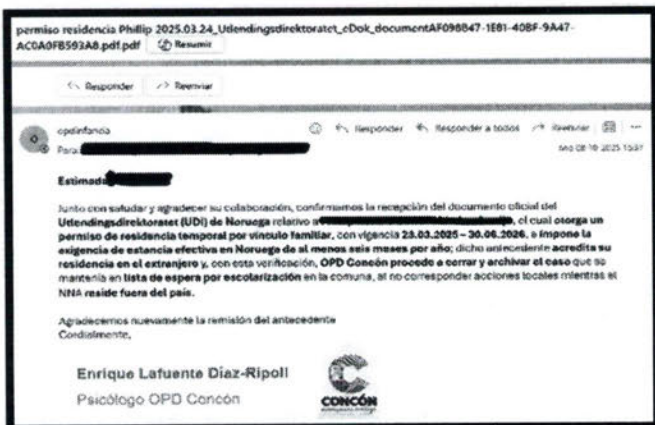 permiso residencia Phillip 2025.03.24_Utlendingsdirektoratet_eDok_documentAF098847-1E81-40BF-9A47-
AC0A0FB593A8.pdf.pdf Resumir
Responder Reenviar
opdinfancia Responder Responder a todos Reenviar
Para:
2025 15:37
Estimada
Junto con saludar y agradecer su colaboración, confirmamos la recepción del documento oficial del
Utlendingsdirektoratet (UDI) de Noruega relativo a , el cual otorga un
permiso de residencia temporal por vínculo familiar, con vigencia 23.03.2025 – 30.06.2026, e impone la
exigencia de estancia efectiva en Noruega de al menos seis meses por año; dicho antecedente acredita su
residencia en el extranjero y, con esta verificación, OPD Concón procede a cerrar y archivar el caso que se
mantenía en lista de espera por escolarización en la comuna, al no corresponder acciones locales mientras el
NNA reside fuera del país.
Agradecemos nuevamente la remisión del antecedente
Cordialmente,
Enrique Lafuente Díaz-Ripoll
Psicólogo OPD Concón
CONCÓN